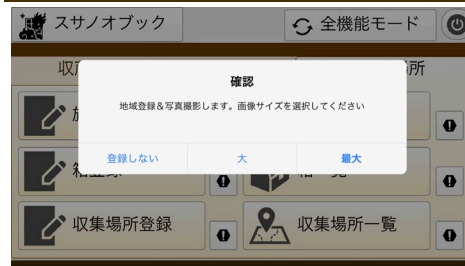 スサノオブック
全機能モード
収
所
確認
地域登録&写真撮影します。画像サイズを選択してください
登録しない
大
最大
収集場所登録
収集場所一覧